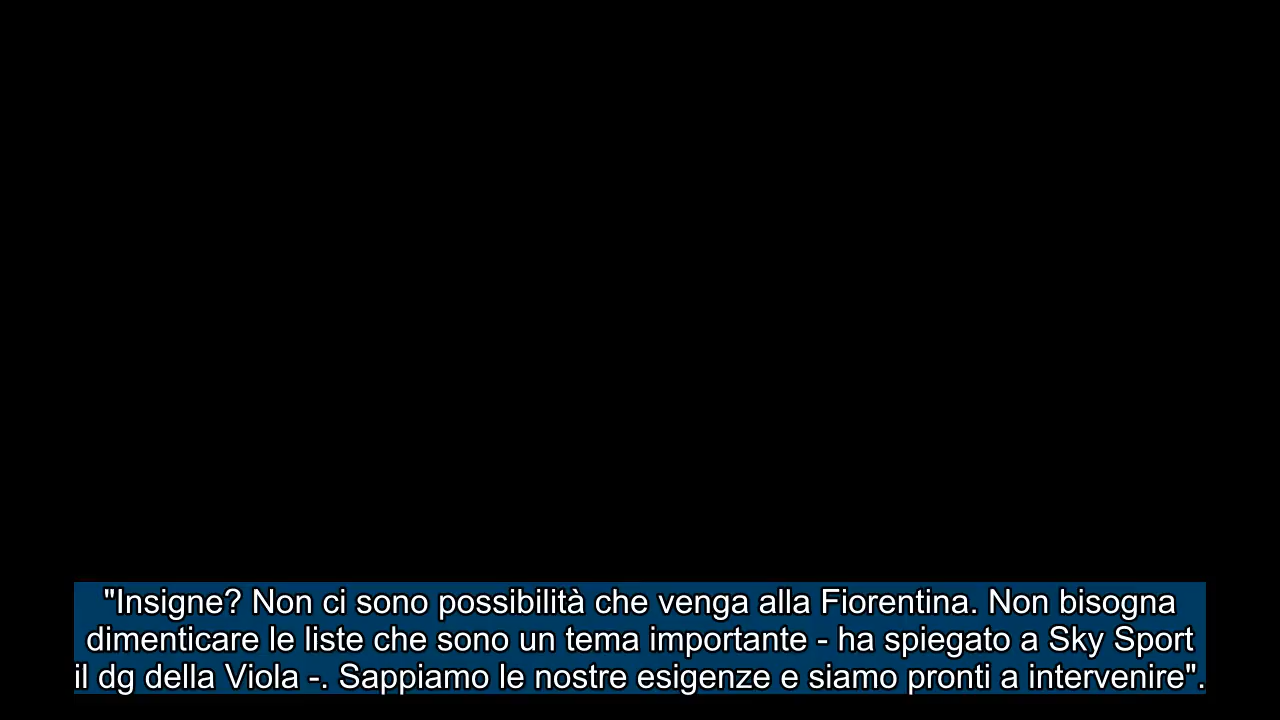 "Insigne? Non ci sono possibilità che venga alla Fiorentina. Non bisogna
dimenticare le liste che sono un tema importante - ha spiegato a Sky Sport
il dg della Viola -. Sappiamo le nostre esigenze e siamo pronti a intervenire".